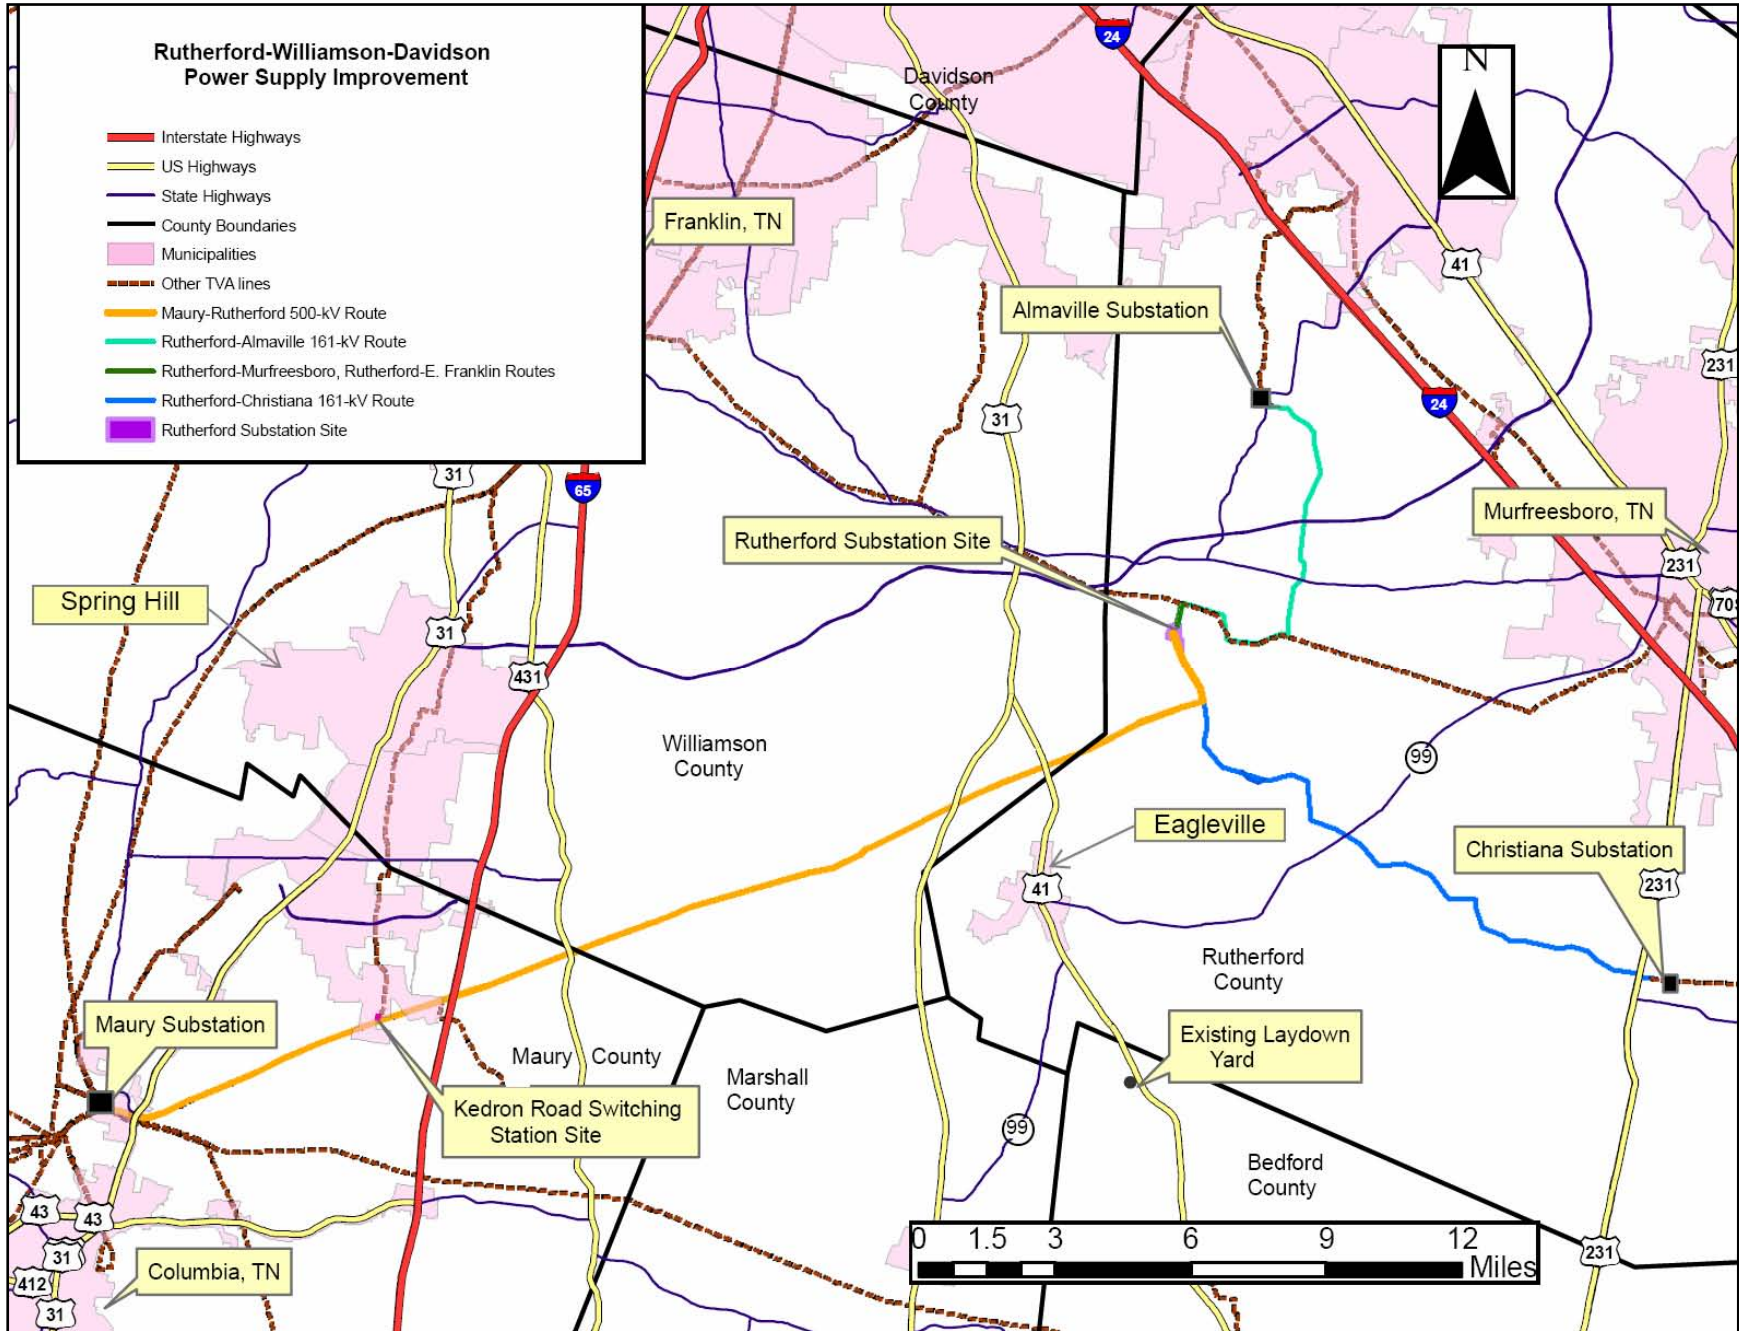 Rutherford-Williamson-Davidson
Power Supply Improvement
Interstate Highways
US Highways
State Highways
County Boundaries
Municipalities
Other TVA lines
Maury-Rutherford 500-kV Route
Rutherford-Almaville 161-kV Route
Rutherford-Murfreesboro, Rutherford-E. Franklin Routes
Rutherford-Christiana 161-kV Route
Rutherford Substation Site
24
N
Davidson
County
Franklin, TN
41
Almaville Substation
231
24
31
31
65
Murfreesboro, TN
Rutherford Substation Site
231
Spring Hill
70S
31
431
Williamson
County
99
Eagleville
Christiana Substation
41
231
Rutherford
County
Maury Substation
Existing Laydown
Yard
Maury County
Marshall
County
Kedron Road Switching
Station Site
99
Bedford
County
43
43
31
412
31
Columbia, TN
231
0 1.5 3 6 9 12
Miles